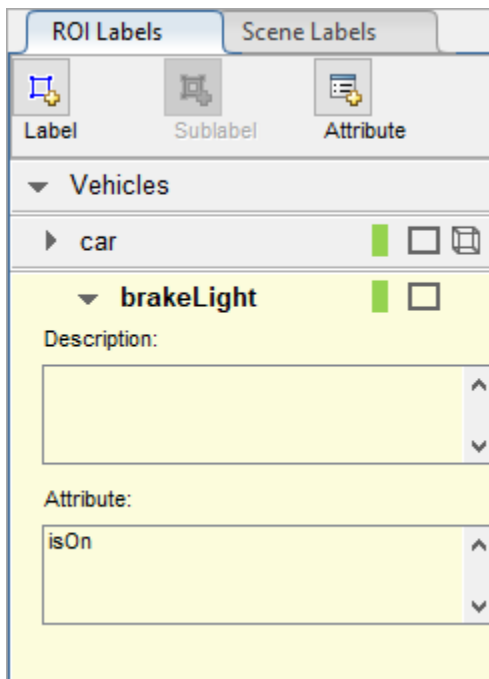 ROI Labels
Scene Labels
Label
Sublabel
Attribute
Vehicles
car
brakeLight
Description:
Attribute:
isOn